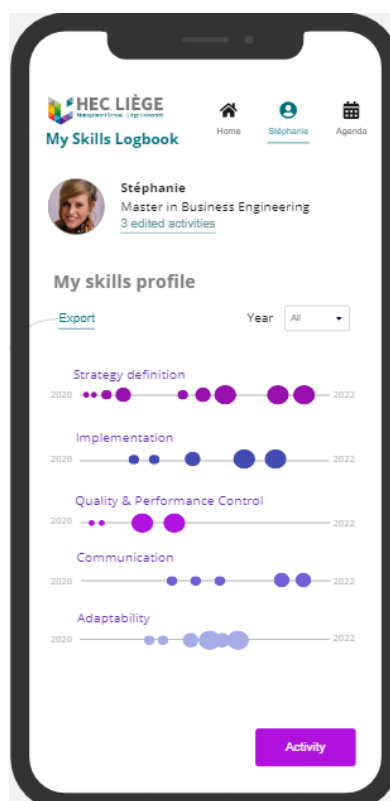 HEC LIÈGE
Management School - Liège Université
My Skills Logbook
Home
Stéphanie
Agenda
Stéphanie
Master in Business Engineering
3 edited activities
My skills profile
Export
Year
All
Strategy definition
2020
2022
Implementation
2020
2022
Quality & Performance Control
2020
2022
Communication
2020
2022
Adaptability
2020
2022
Activity